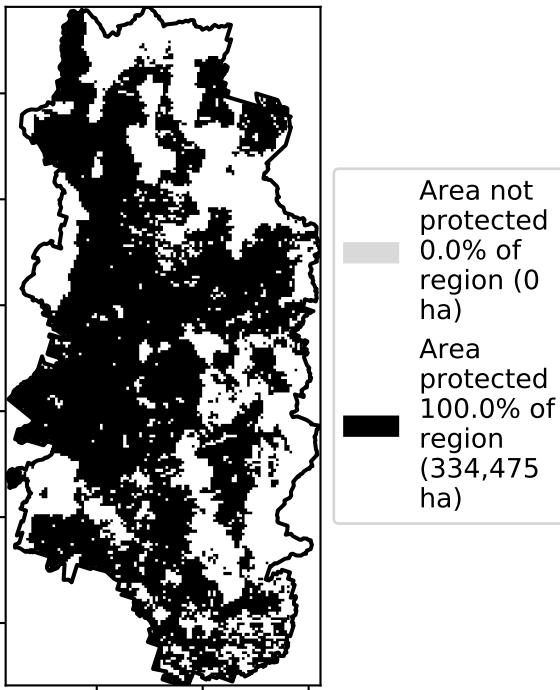 Area not
protected
0.0% of
region (0
ha)
Area
protected
100.0% of
region
(334,475
ha)